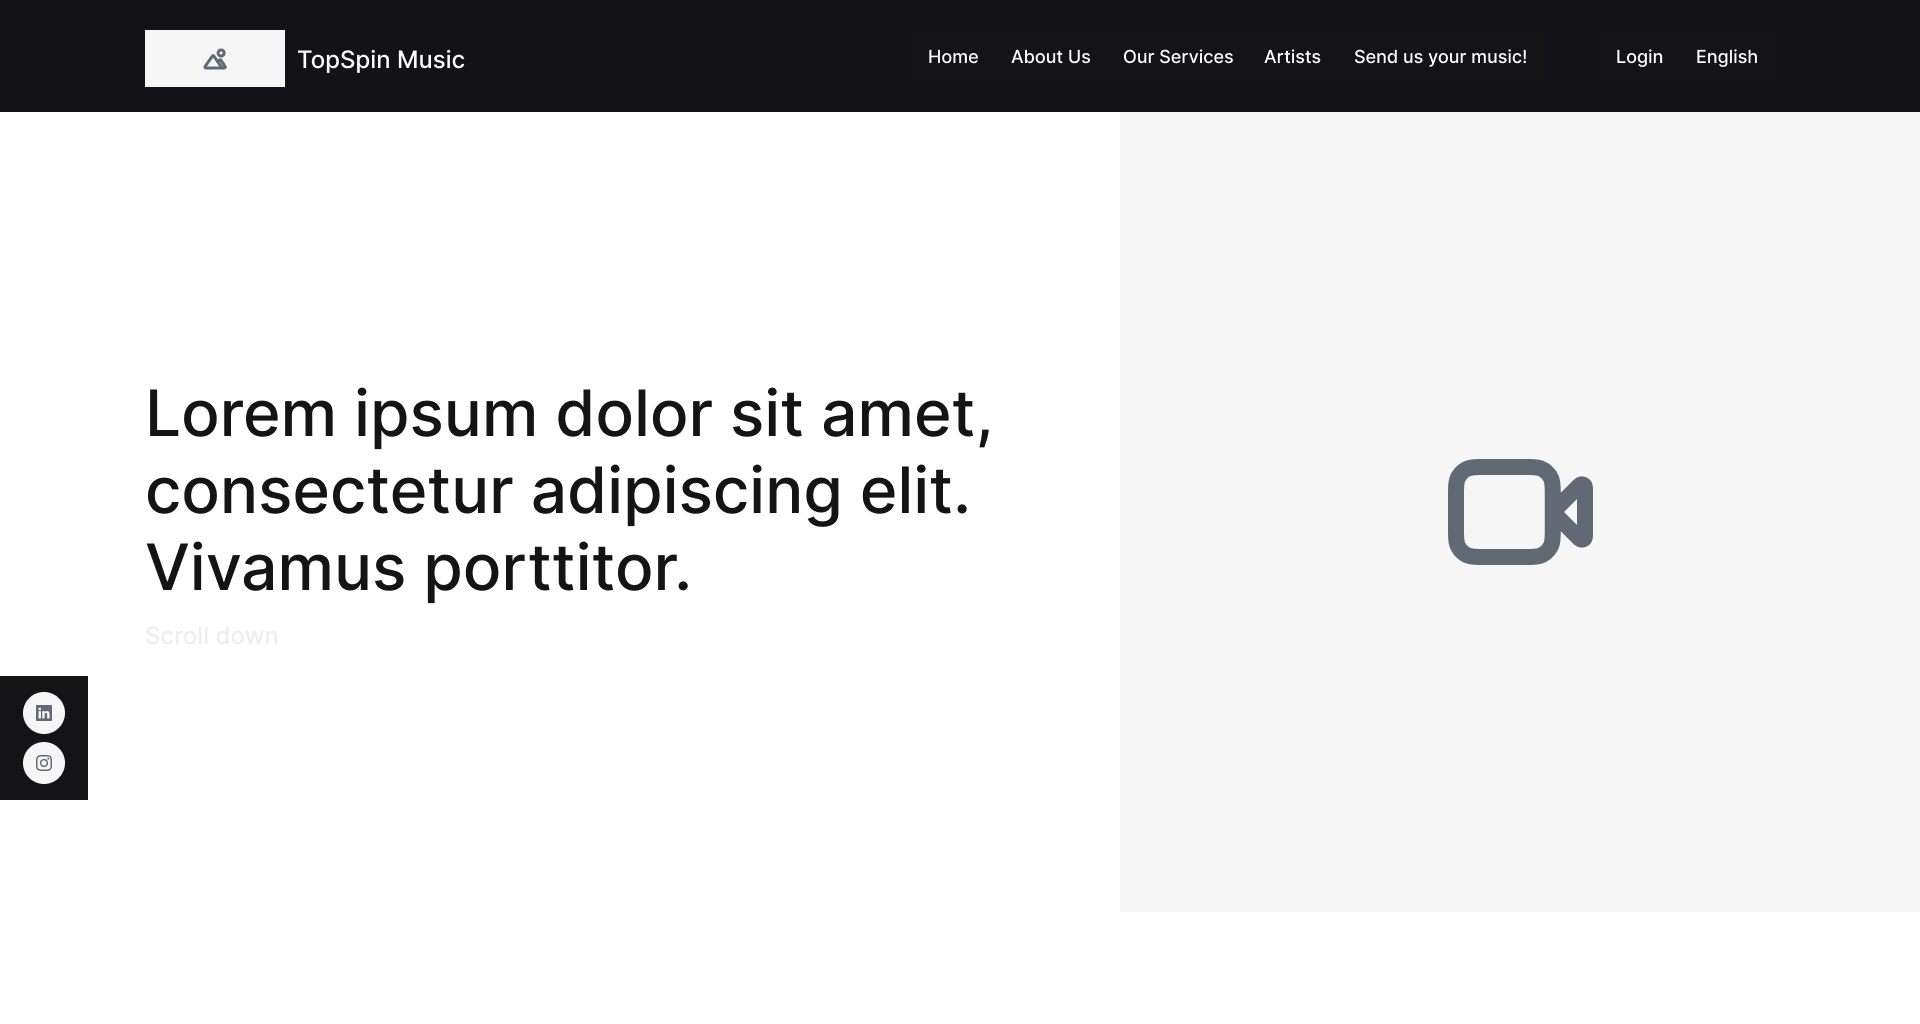 TopSpin Music
Home About Us Our Services Artists Send us your music! Login English
Lorem ipsum dolor sit amet,
consectetur adipiscing elit.
Vivamus porttitor.
Scroll down